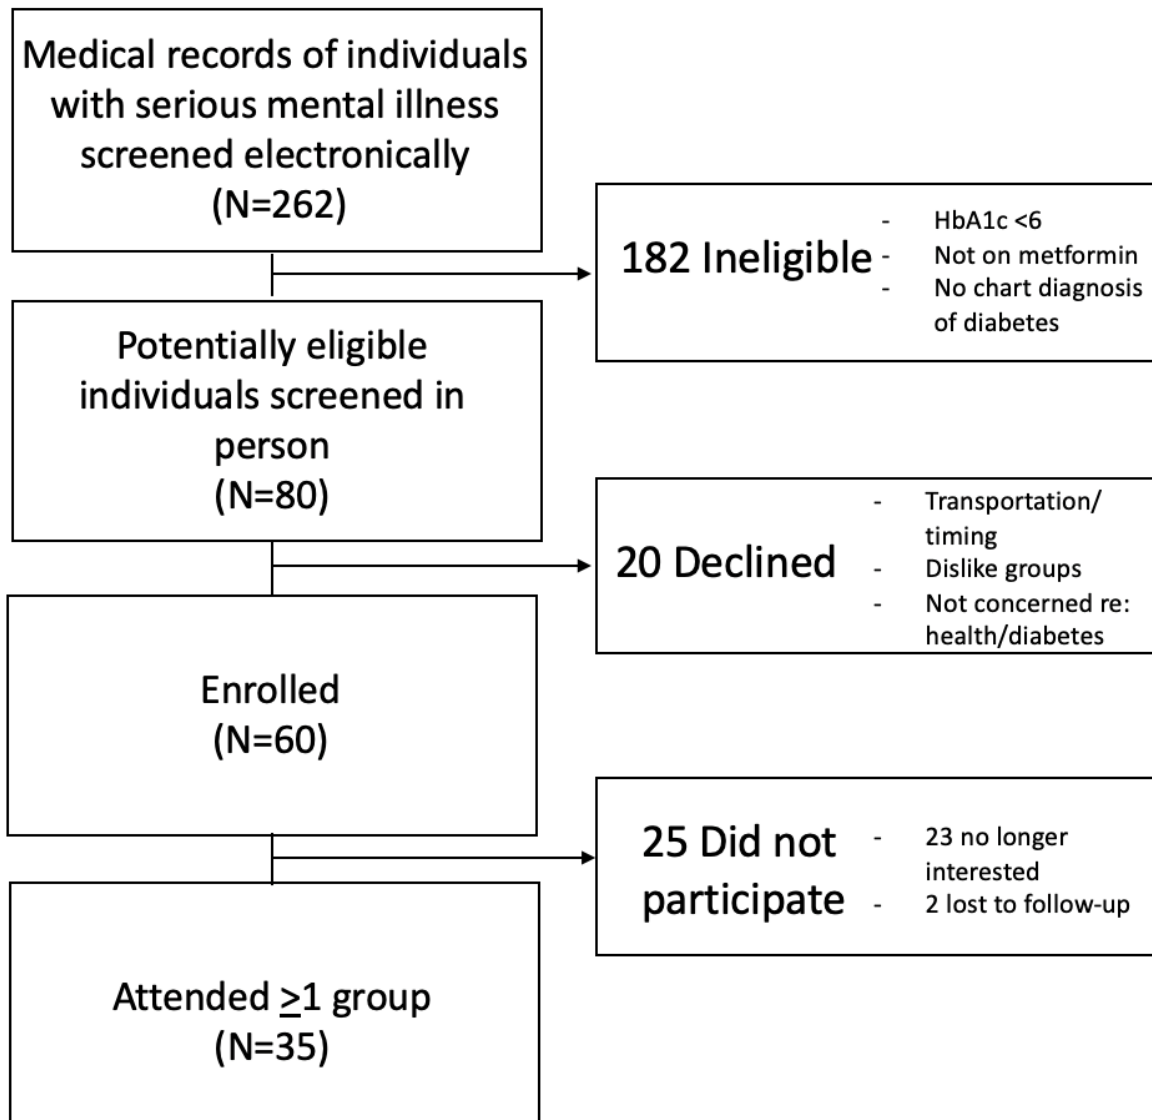 Medical records of individuals
with serious mental illness
screened electronically
(N=262)
182 Ineligible
- HbA1c <6
- Not on metformin
- No chart diagnosis
of diabetes
Potentially eligible
individuals screened in
person
(N=80)
20 Declined
- Transportation/
timing
- Dislike groups
- Not concerned re:
health/diabetes
Enrolled
(N=60)
25 Did not
participate
- 23 no longer
interested
- 2 lost to follow-up
Attended ≥1 group
(N=35)